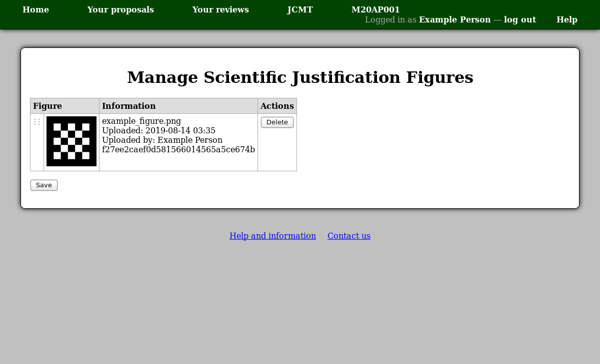 Home Your proposals Your reviews JCMT M20AP001
Logged in as Example Person — log out Help
Manage Scientific Justification Figures
Figure Information Actions
example_figure.png Delete
Uploaded: 2019-08-14 03:35
Uploaded by: Example Person
f27ee2caef0d581566014565a5ce674b
Save
Help and information Contact us